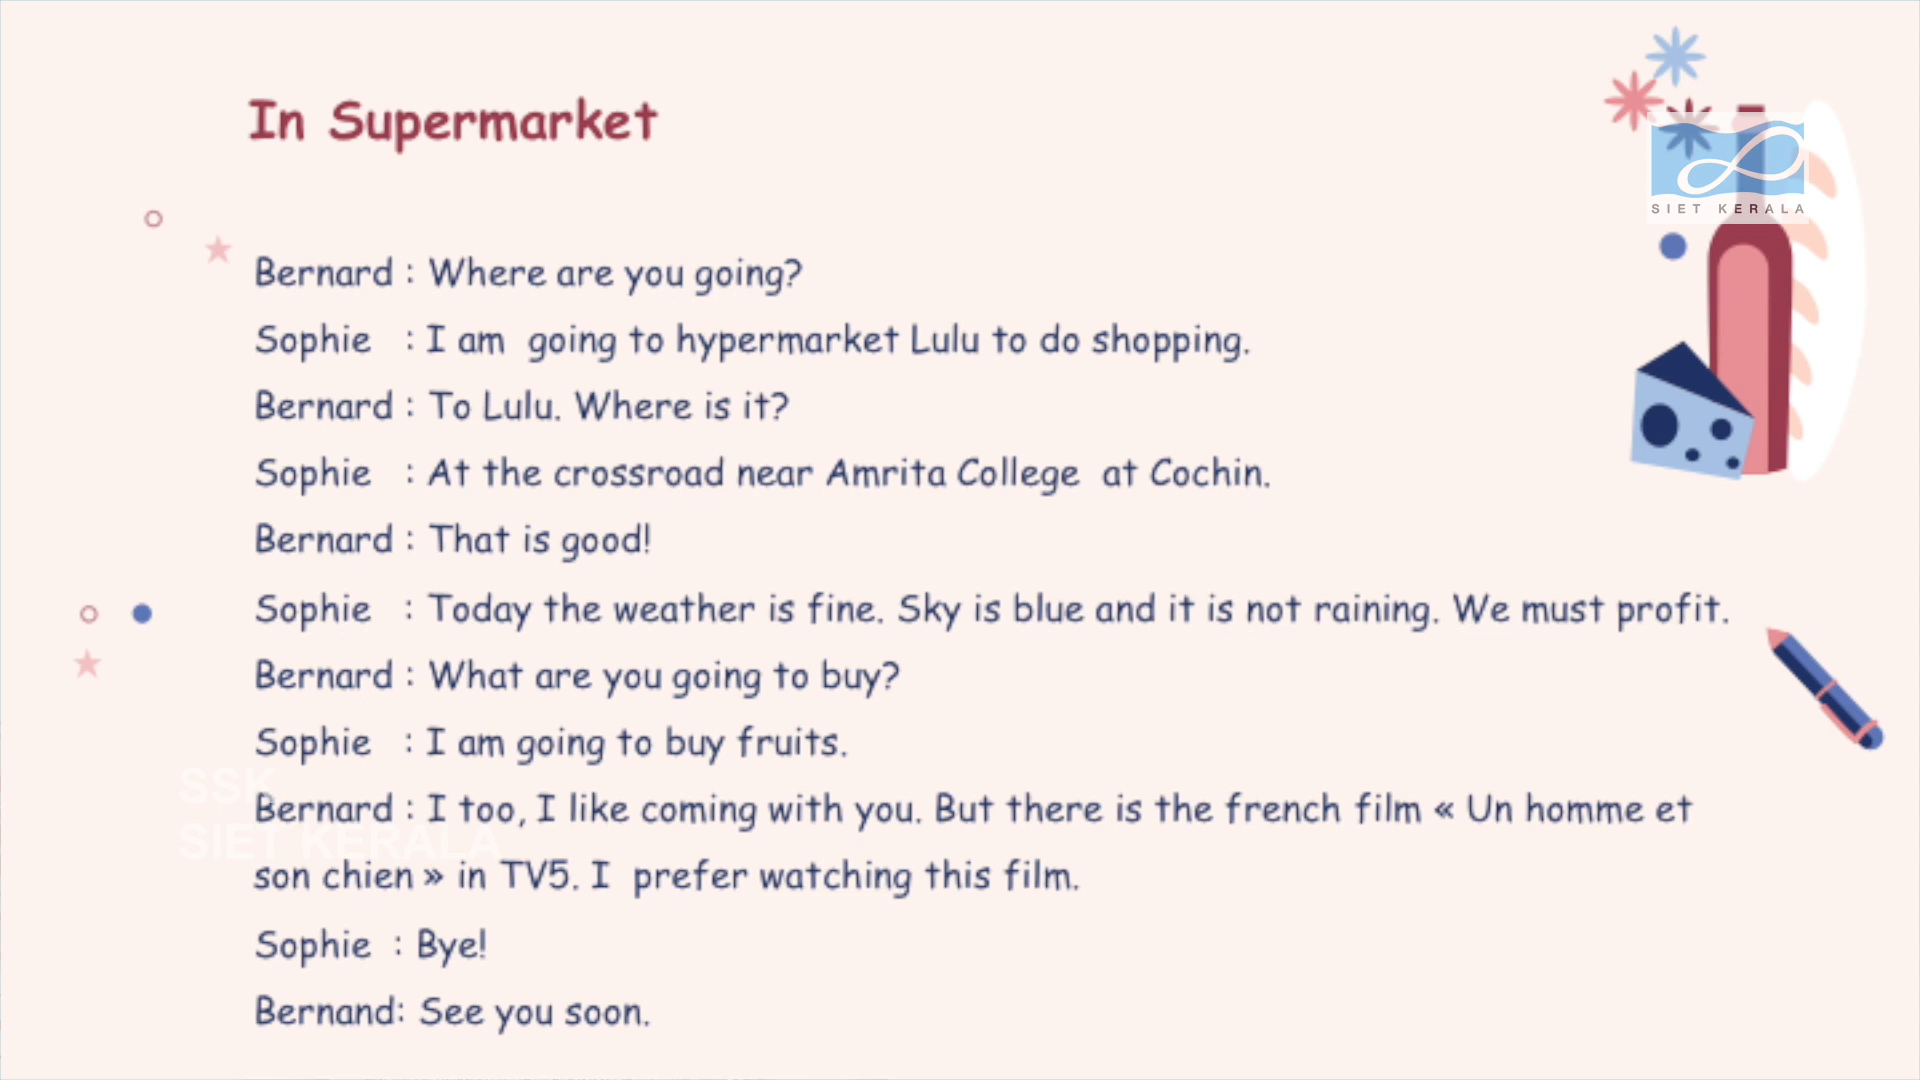 In Supermarket
SIET KERALA
Bernard : Where are you going?
Sophie : I am going to hypermarket Lulu to do shopping.
Bernard : To Lulu. Where is it?
Sophie : At the crossroad near Amrita College at Cochin.
Bernard : That is good!
Sophie : Today the weather is fine. Sky is blue and it is not raining. We must profit.
Bernard : What are you going to buy?
Sophie : I am going to buy fruits.
SSK
Bernard : I too, I like coming with you. But there is the french film « Un homme et
SIET KERALA
son chien » in TV5. I prefer watching this film.
Sophie : Bye!
Bernand: See you soon.